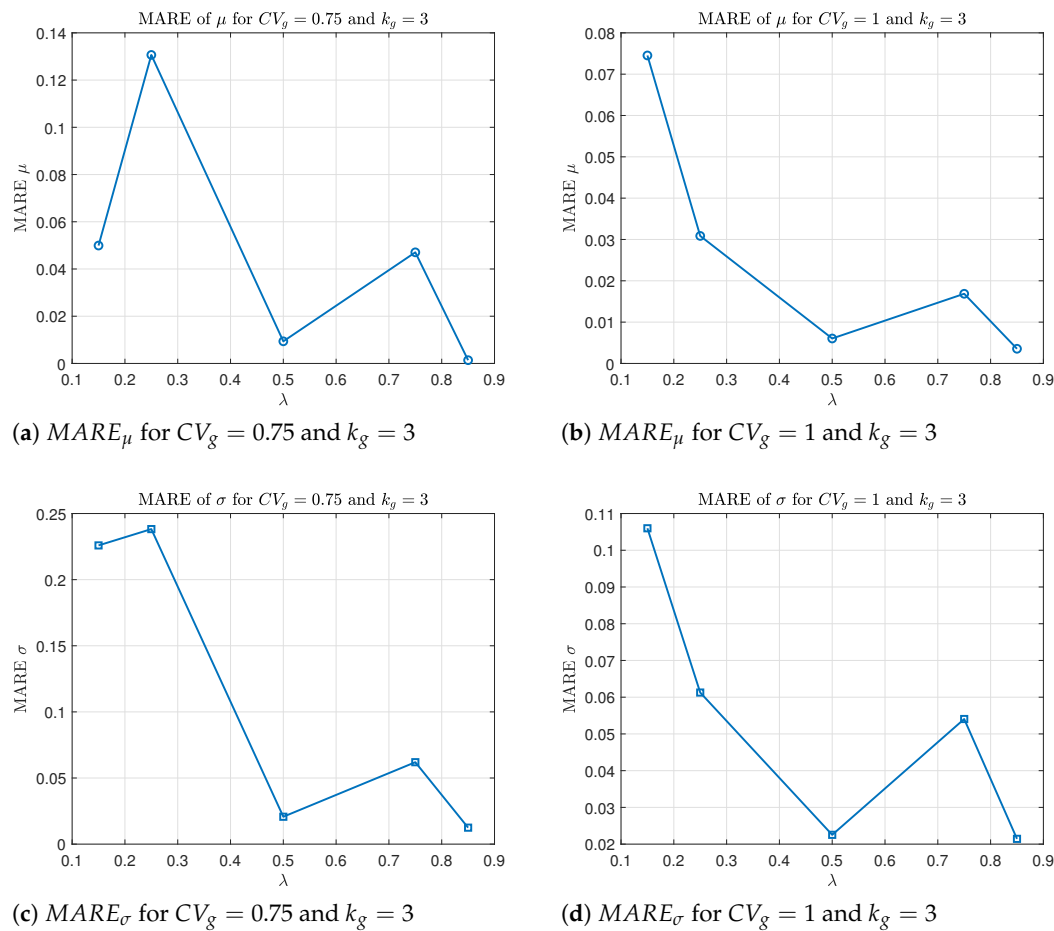 MARE of μ for CV_g = 0.75 and k_g = 3
0.14
0.12
0.1
0.08
0.06
0.04
0.02
0
MARE μ
0.1 0.2 0.3 0.4 0.5 0.6 0.7 0.8 0.9
λ
(a) MARE_μ for CV_g = 0.75 and k_g = 3
MARE of μ for CV_g = 1 and k_g = 3
0.08
0.07
0.06
0.05
0.04
0.03
0.02
0.01
0
MARE μ
0.1 0.2 0.3 0.4 0.5 0.6 0.7 0.8 0.9
λ
(b) MARE_μ for CV_g = 1 and k_g = 3
MARE of σ for CV_g = 0.75 and k_g = 3
0.25
0.2
0.15
0.1
0.05
0
MARE σ
0.1 0.2 0.3 0.4 0.5 0.6 0.7 0.8 0.9
λ
(c) MARE_σ for CV_g = 0.75 and k_g = 3
MARE of σ for CV_g = 1 and k_g = 3
0.11
0.1
0.09
0.08
0.07
0.06
0.05
0.04
0.03
0.02
MARE σ
0.1 0.2 0.3 0.4 0.5 0.6 0.7 0.8 0.9
λ
(d) MARE_σ for CV_g = 1 and k_g = 3